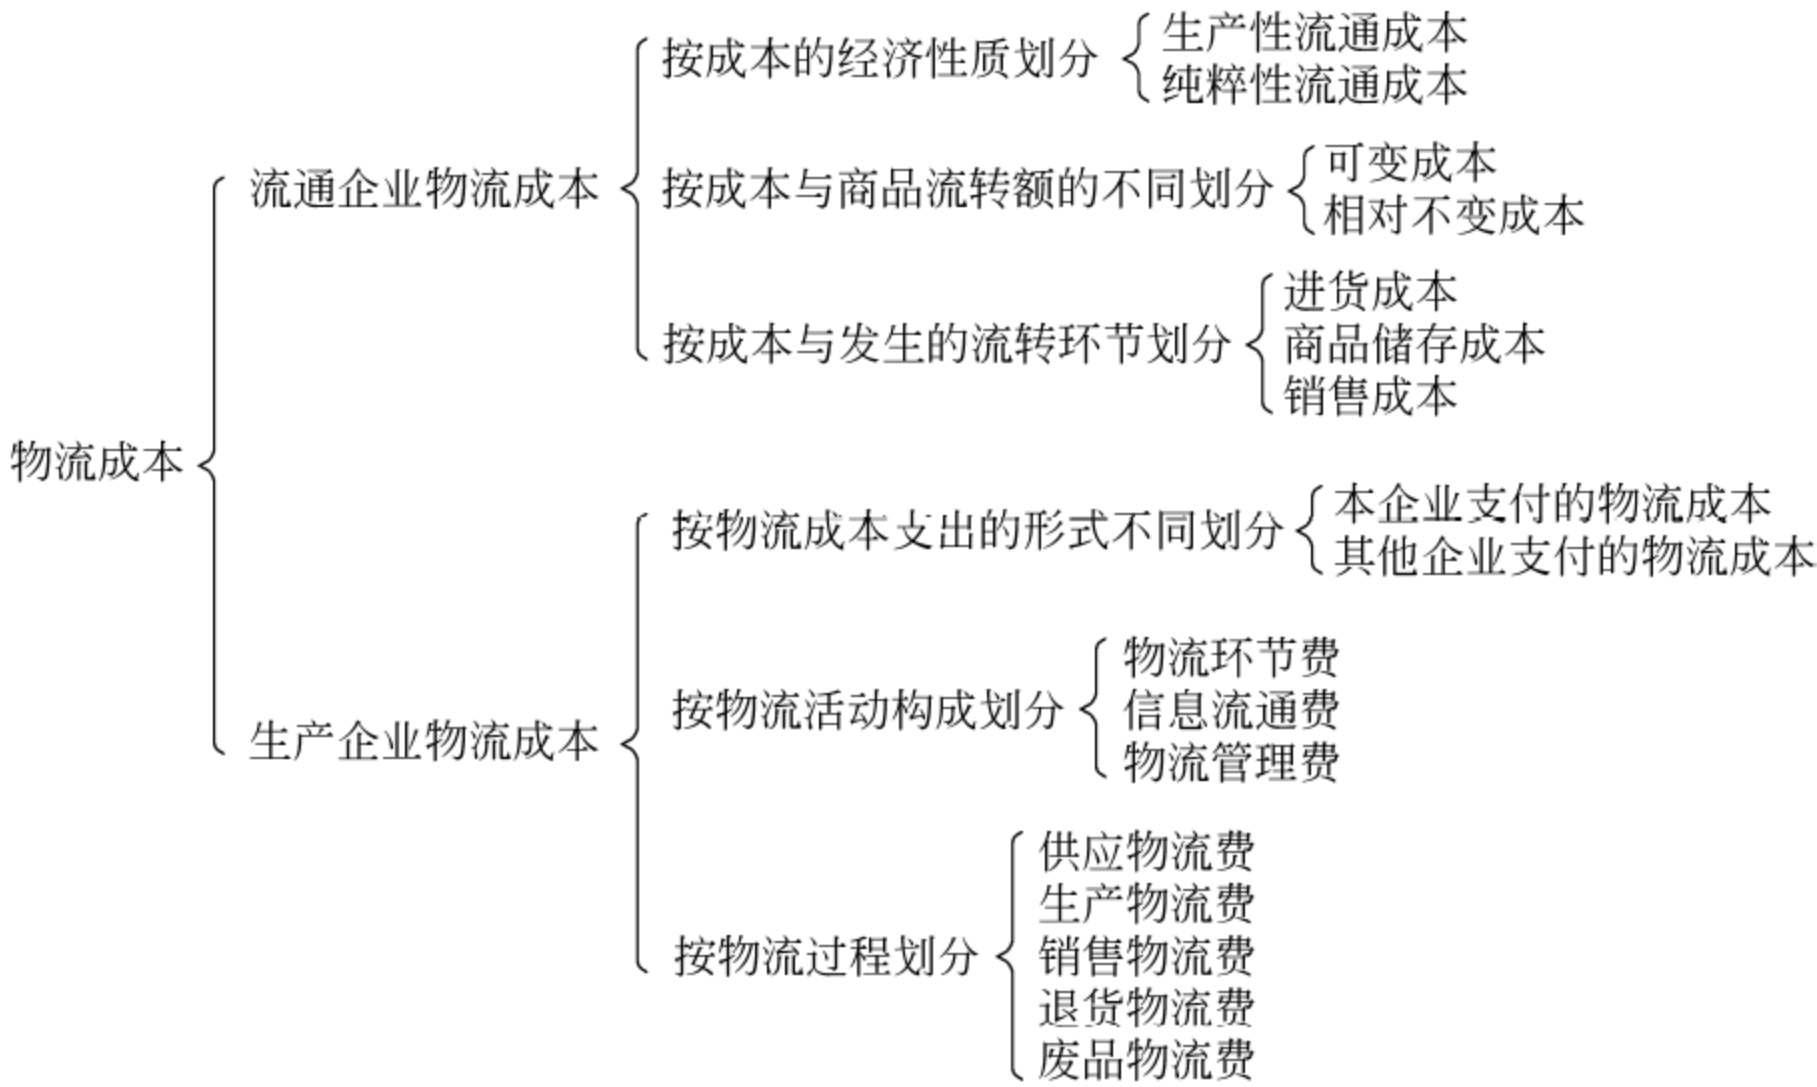 物流成本
流通企业物流成本
按成本的经济性质划分
生产性流通成本
纯粹性流通成本
按成本与商品流转额的不同划分
可变成本
相对不变成本
按成本与发生的流转环节划分
进货成本
商品储存成本
销售成本
生产企业物流成本
按物流成本支出的形式不同划分
本企业支付的物流成本
其他企业支付的物流成本
按物流活动构成划分
物流环节费
信息流通费
物流管理费
按物流过程划分
供应物流费
生产物流费
销售物流费
退货物流费
废品物流费